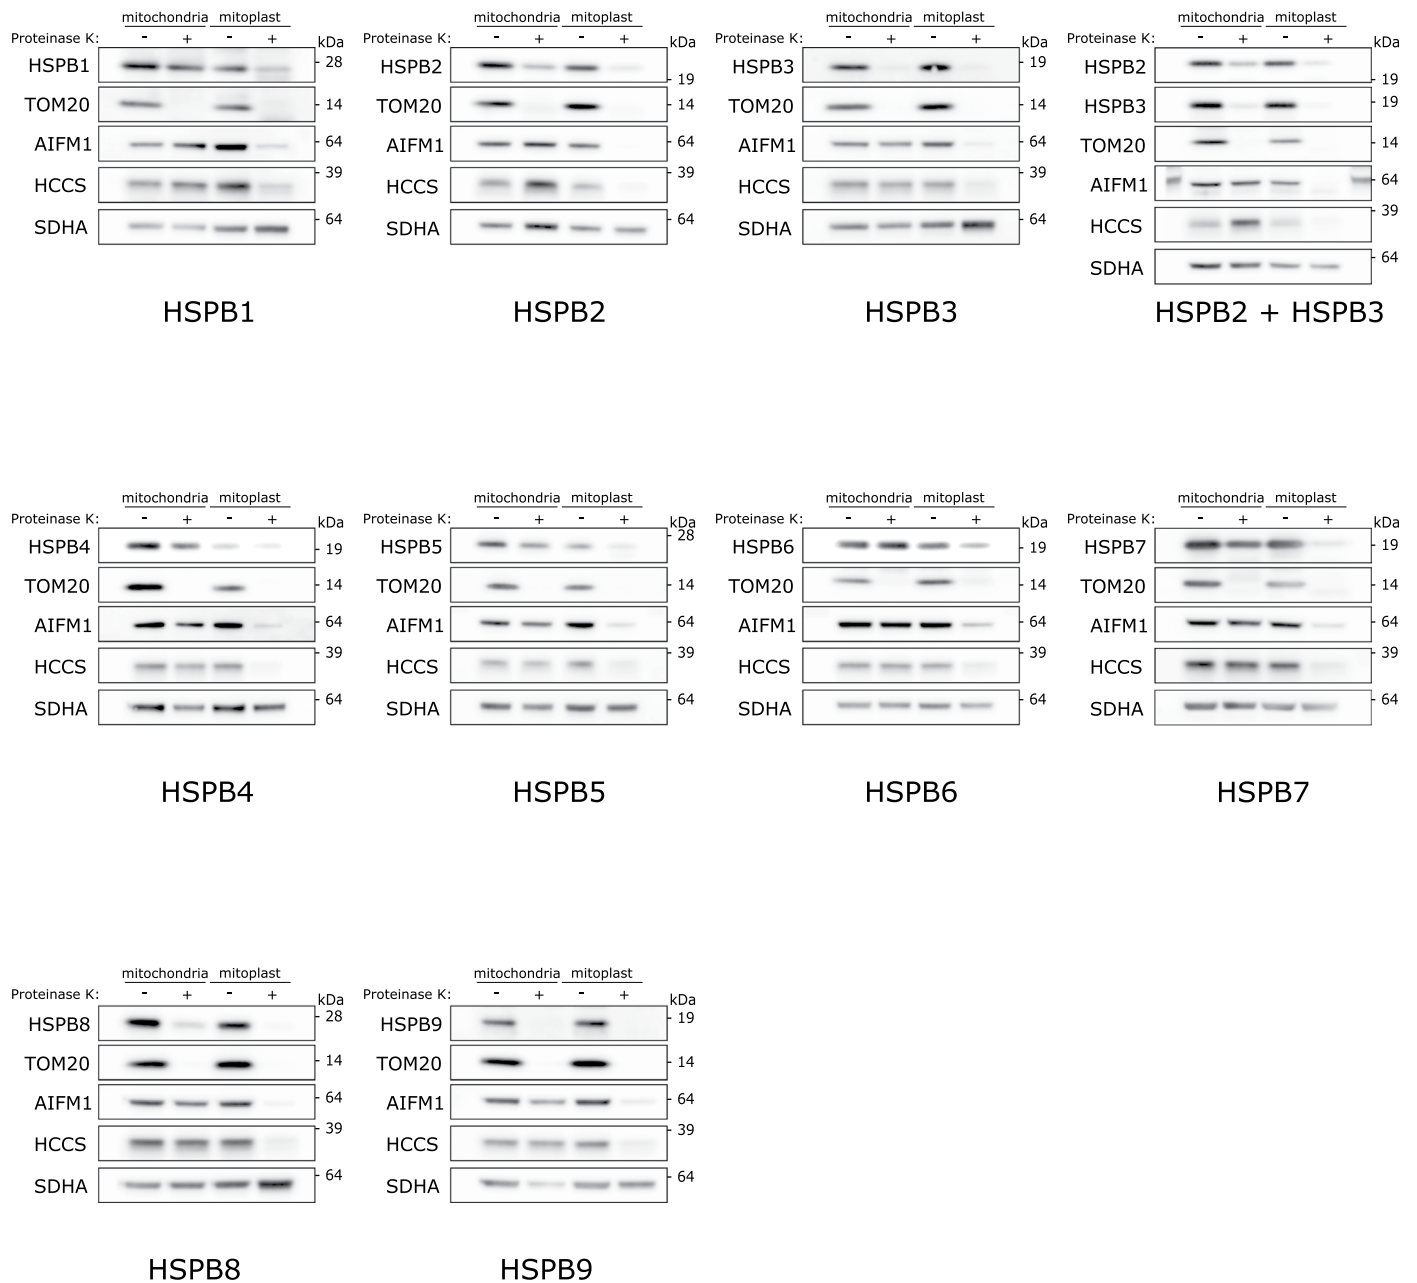 mitochondria mitoplast
Proteinase K: - + - + kDa
HSPB1 28
TOM20 14
AIFM1 64
HCCS 39
SDHA 64
HSPB1
mitochondria mitoplast
Proteinase K: - + - + kDa
HSPB2 19
TOM20 14
AIFM1 64
HCCS 39
SDHA 64
HSPB2
mitochondria mitoplast
Proteinase K: - + - + kDa
HSPB3 19
TOM20 14
AIFM1 64
HCCS 39
SDHA 64
HSPB3
mitochondria mitoplast
Proteinase K: - + - + kDa
HSPB2 19
HSPB3 19
TOM20 14
AIFM1 64
HCCS 39
SDHA 64
HSPB2 + HSPB3
mitochondria mitoplast
Proteinase K: - + - + kDa
HSPB4 19
TOM20 14
AIFM1 64
HCCS 39
SDHA 64
HSPB4
mitochondria mitoplast
Proteinase K: - + - + kDa
HSPB5 28
TOM20 14
AIFM1 64
HCCS 39
SDHA 64
HSPB5
mitochondria mitoplast
Proteinase K: - + - + kDa
HSPB6 19
TOM20 14
AIFM1 64
HCCS 39
SDHA 64
HSPB6
mitochondria mitoplast
Proteinase K: - + - + kDa
HSPB7 19
TOM20 14
AIFM1 64
HCCS 39
SDHA 64
HSPB7
mitochondria mitoplast
Proteinase K: - + - + kDa
HSPB8 28
TOM20 14
AIFM1 64
HCCS 39
SDHA 64
HSPB8
mitochondria mitoplast
Proteinase K: - + - + kDa
HSPB9 19
TOM20 14
AIFM1 64
HCCS 39
SDHA 64
HSPB9